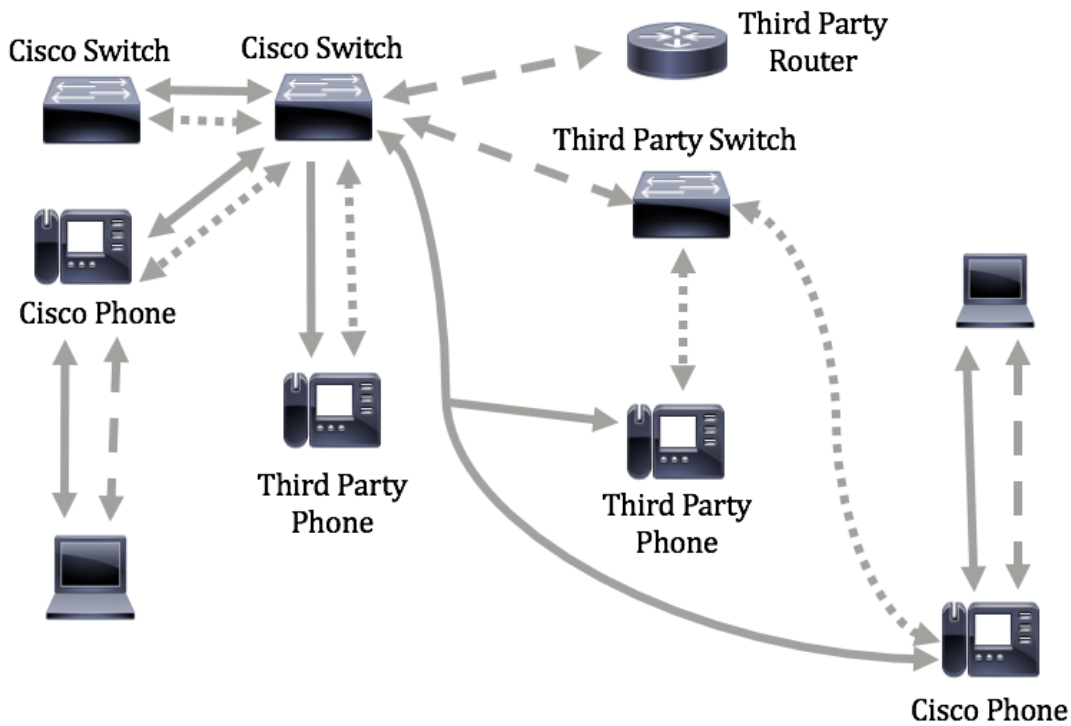 Cisco Switch
Cisco Switch
Third Party
Router
Third Party Switch
Cisco Phone
Third Party
Phone
Third Party
Phone
Cisco Phone